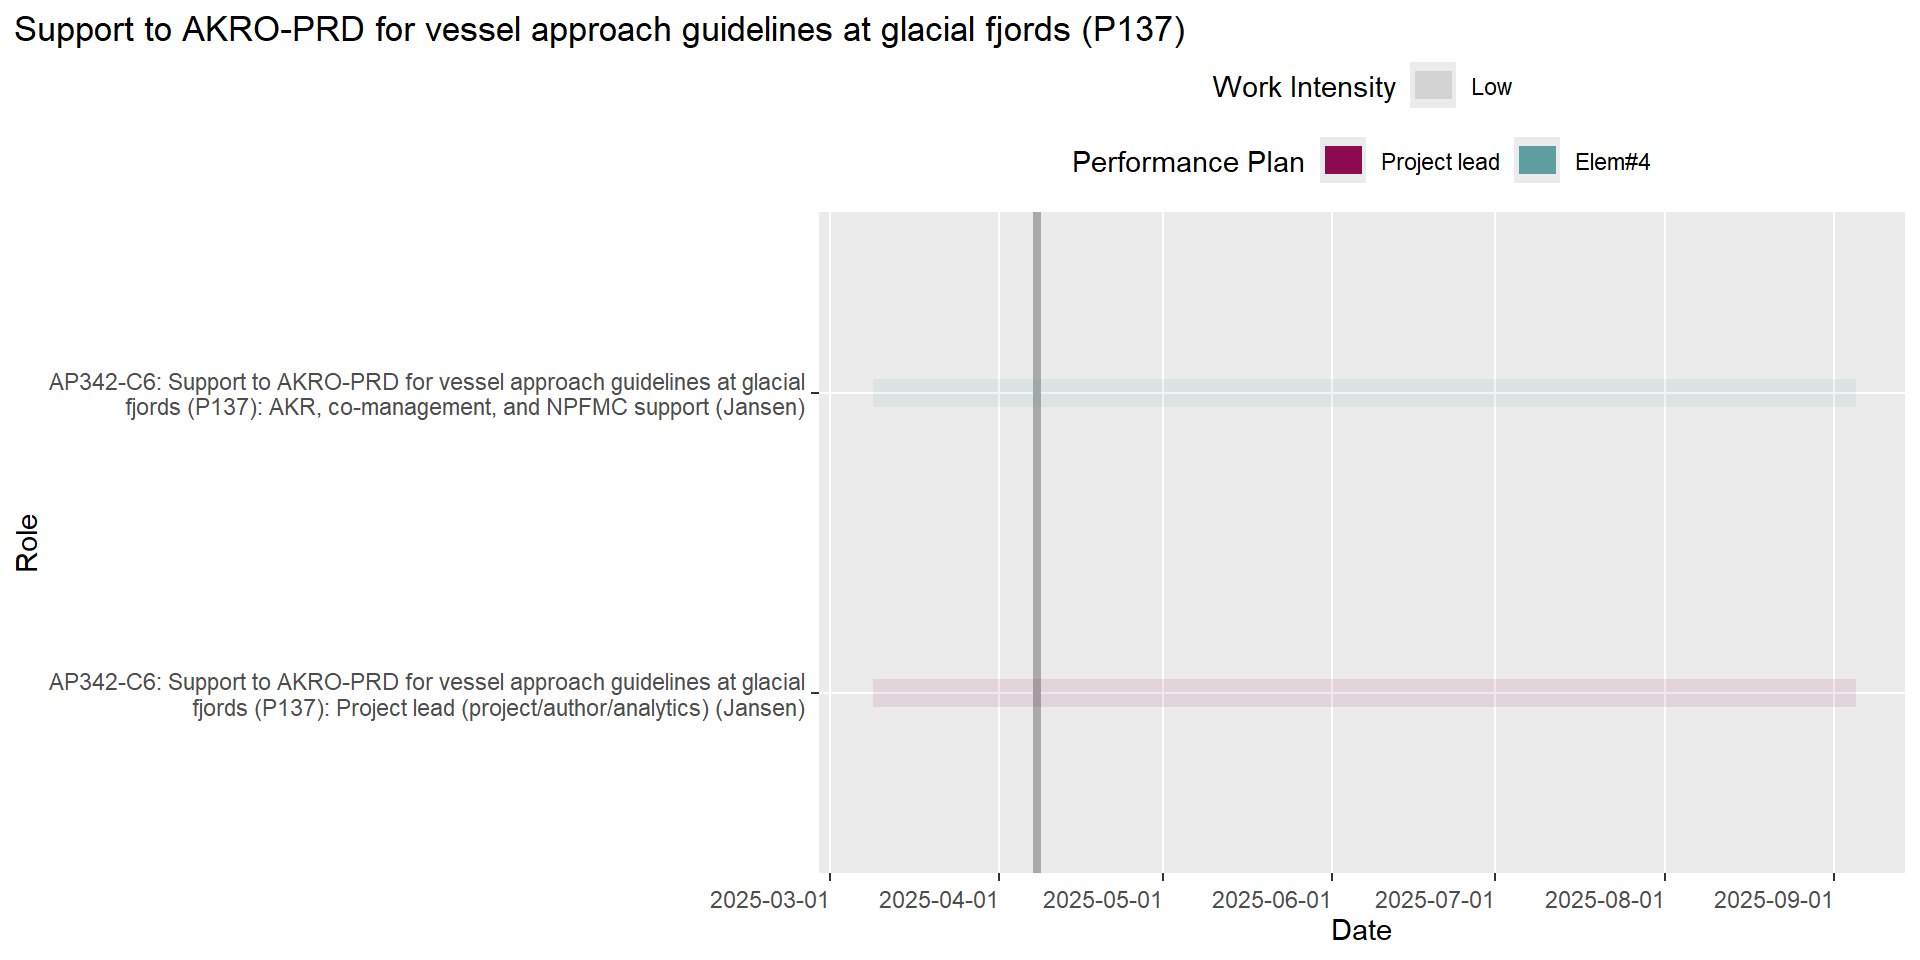 Support to AKRO-PRD for vessel approach guidelines at glacial fjords (P137)
Work Intensity Low
Performance Plan Project lead Elem#4
AP342-C6: Support to AKRO-PRD for vessel approach guidelines at glacial
fjords (P137): AKR, co-management, and NPFMC support (Jansen)
Role
AP342-C6: Support to AKRO-PRD for vessel approach guidelines at glacial
fjords (P137): Project lead (project/author/analytics) (Jansen)
2025-03-01 2025-04-01 2025-05-01 2025-06-01 2025-07-01 2025-08-01 2025-09-01
Date